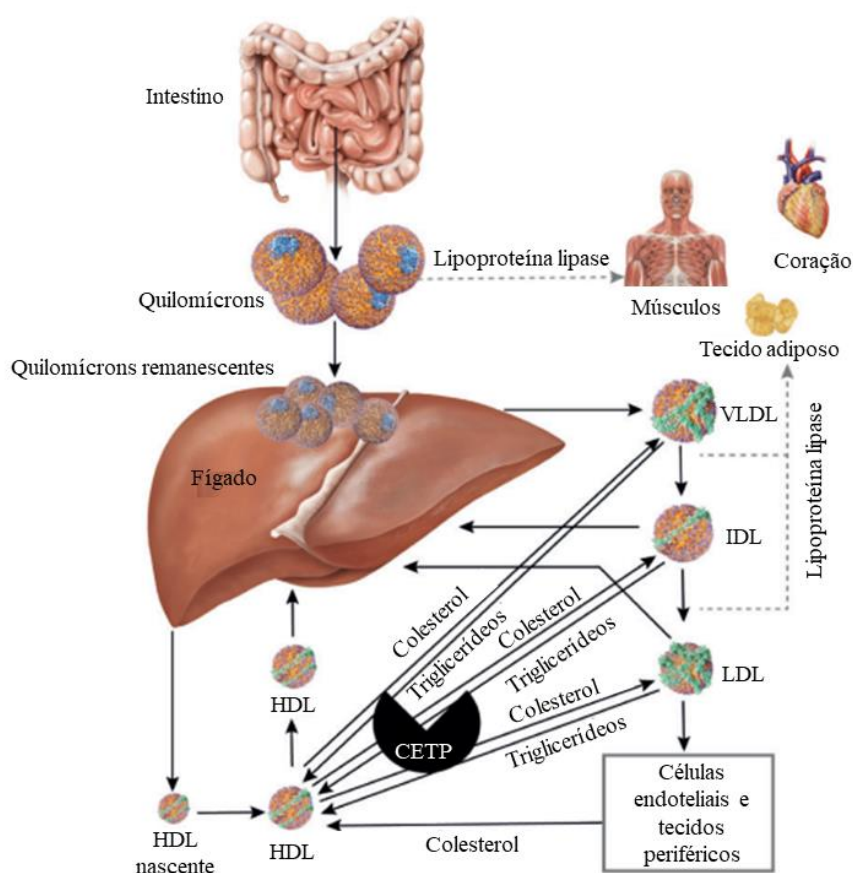 Intestino
Quilomícrons
Lipoproteína lipase
Músculos
Coração
Tecido adiposo
Quilomícrons remanescentes
Fígado
VLDL
IDL
LDL
Lipoproteína lipase
Colesterol
Triglicerídeos
Colesterol
Triglicerídeos
Colesterol
Triglicerídeos
CETP
HDL
HDL
nascente
HDL
Colesterol
Células
endoteliais e
tecidos
periféricos